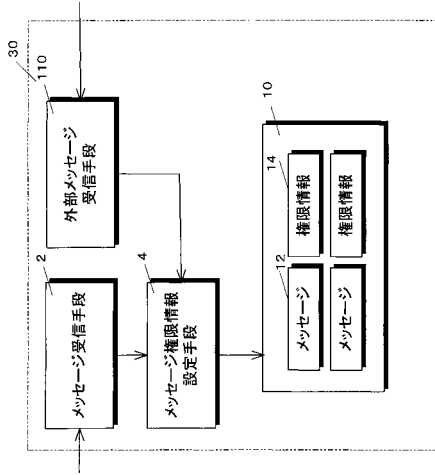 30
2
メッセージ受信手段
110
外部メッセージ
受信手段
4
メッセージ権限情報
設定手段
10
12
メッセージ
14
権限情報
メッセージ
権限情報